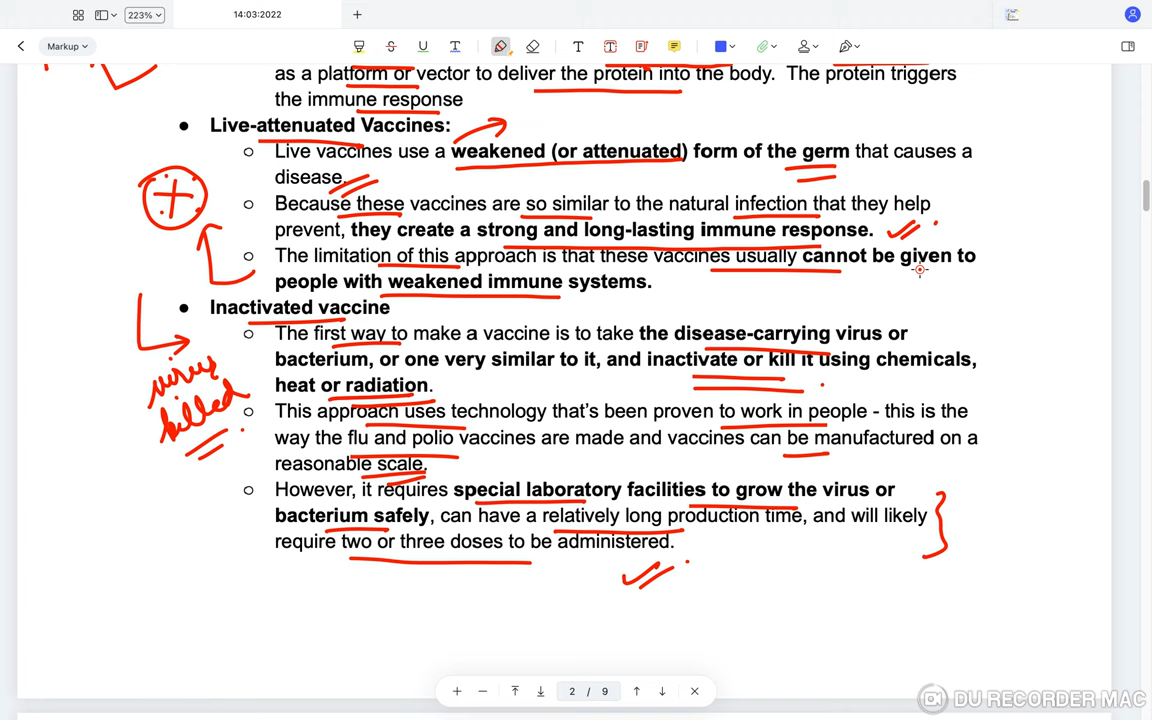 223%
14:03:2022
Markup
as a platform or vector to deliver the protein into the body.  The protein triggers
the immune response
● Live-attenuated Vaccines:
○ Live vaccines use a weakened (or attenuated) form of the germ that causes a
disease.
○ Because these vaccines are so similar to the natural infection that they help
prevent, they create a strong and long-lasting immune response.
○ The limitation of this approach is that these vaccines usually cannot be given to
people with weakened immune systems.
● Inactivated vaccine
○ The first way to make a vaccine is to take the disease-carrying virus or
bacterium, or one very similar to it, and inactivate or kill it using chemicals,
heat or radiation.
virus
killed
○ This approach uses technology that's been proven to work in people - this is the
way the flu and polio vaccines are made and vaccines can be manufactured on a
reasonable scale.
○ However, it requires special laboratory facilities to grow the virus or
bacterium safely, can have a relatively long production time, and will likely
require two or three doses to be administered.
2 / 9
DU RECORDER MAC